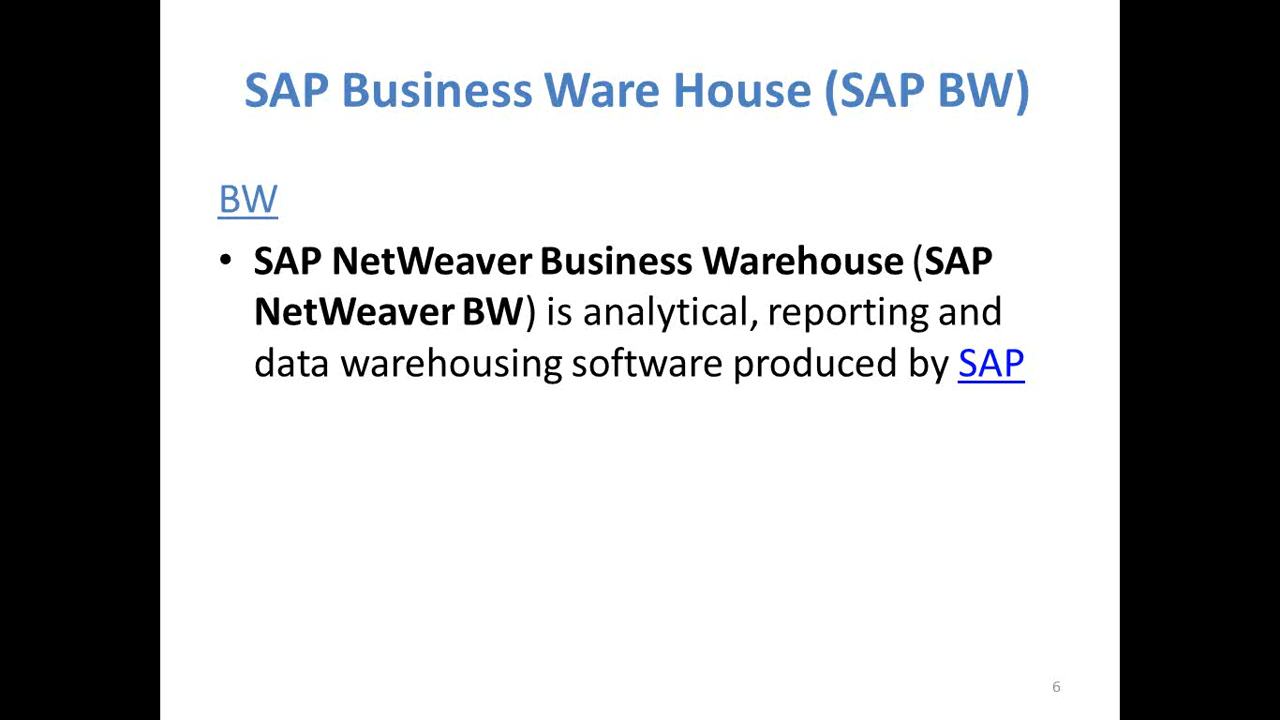 SAP Business Ware House (SAP BW)
BW
• SAP NetWeaver Business Warehouse (SAP
NetWeaver BW) is analytical, reporting and
data warehousing software produced by SAP
6